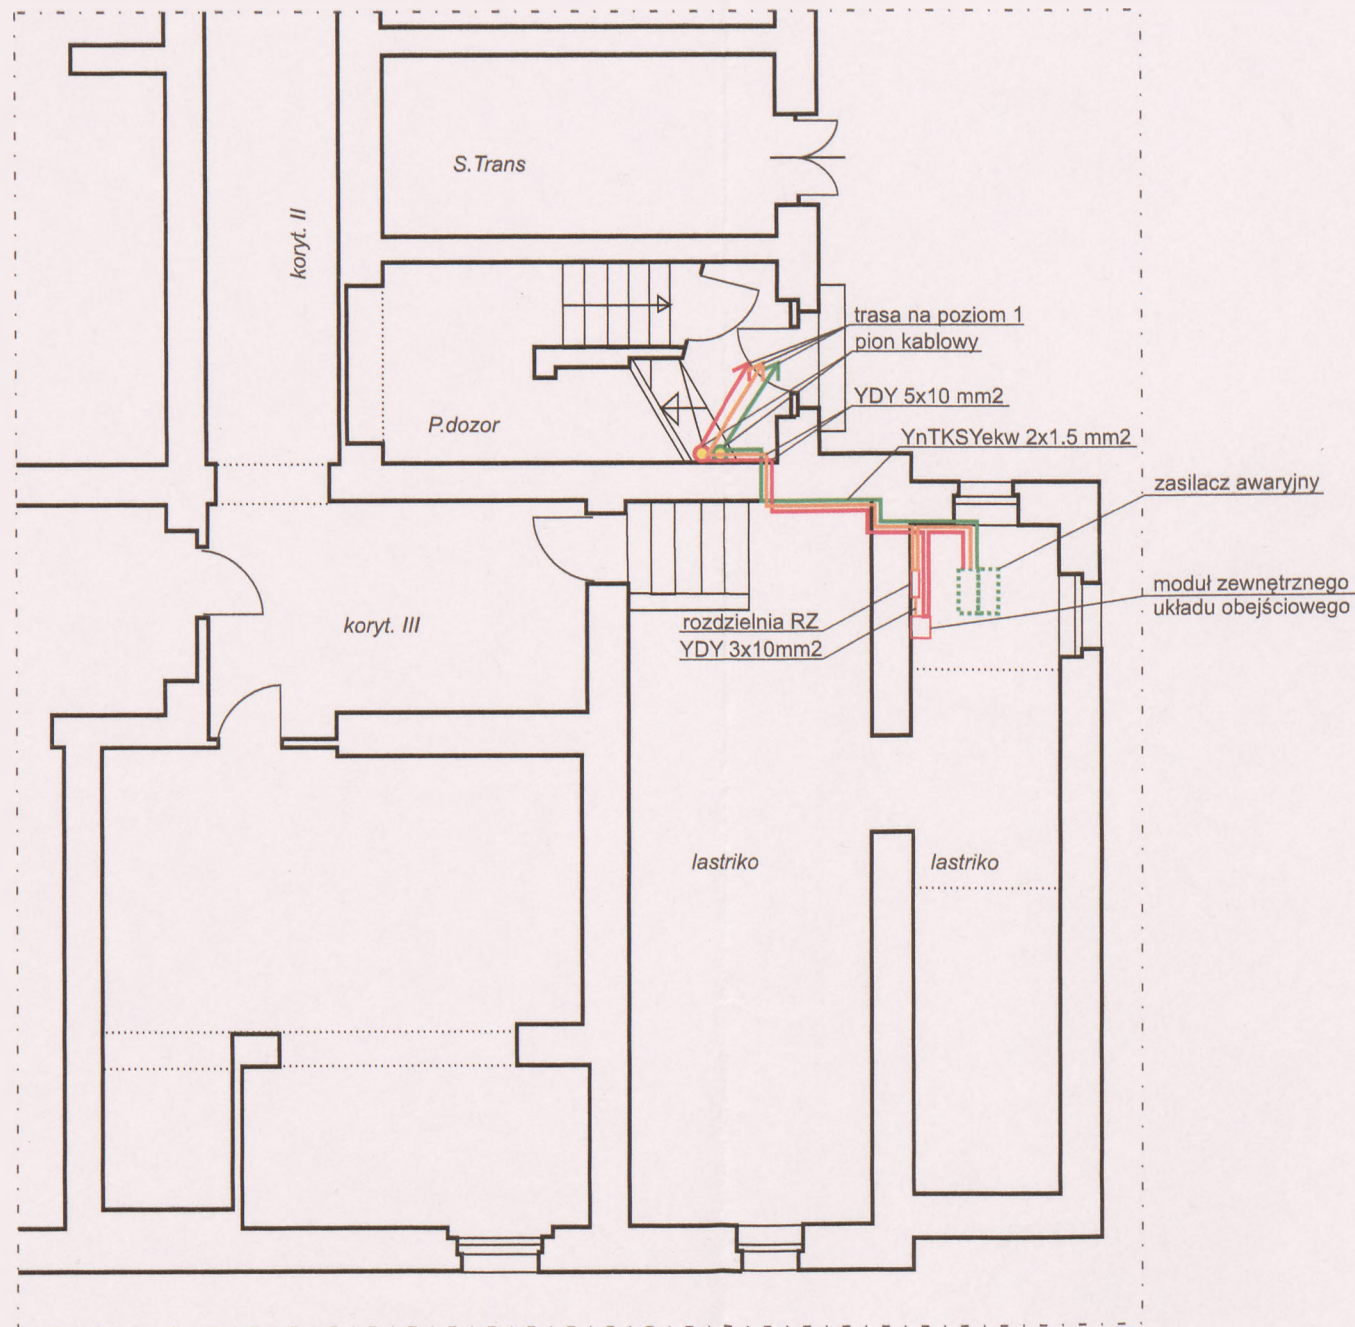 S.Trans
koryt. II
trasa na poziom 1
pion kablowy
P.dozor
YDY 5x10 mm2
YnTKSYekw 2x1.5 mm2
zasilacz awaryjny
moduł zewnętrznego
układu obejściowego
koryt. III
rozdzielnia RZ
YDY 3x10mm2
lastriko
lastriko